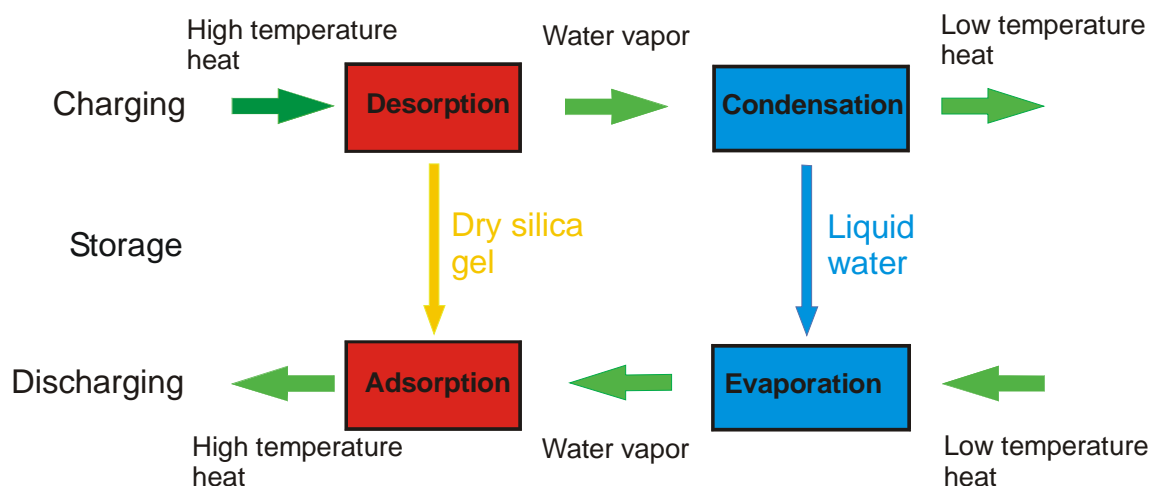 High temperature
heat
Water vapor
Low temperature
heat
Charging
Desorption
Condensation
Storage
Dry silica
gel
Liquid
water
Discharging
Adsorption
Evaporation
High temperature
heat
Water vapor
Low temperature
heat